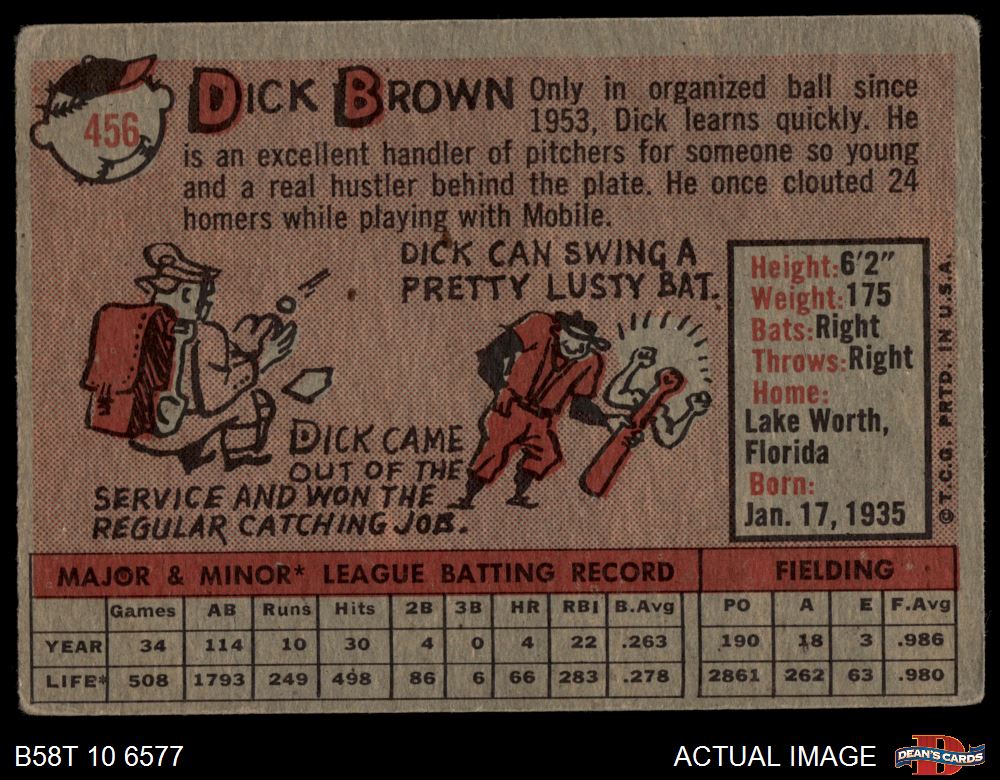 456
DICK BROWN
Only in organized ball since
1953, Dick learns quickly. He
is an excellent handler of pitchers for someone so young
and a real hustler behind the plate. He once clouted 24
homers while playing with Mobile.
DICK CAN SWING A
PRETTY LUSTY BAT.
DICK CAME
OUT OF THE
SERVICE AND WON THE
REGULAR CATCHING JOB.
Height: 6'2"
Weight: 175
Bats: Right
Throws: Right
Home:
Lake Worth,
Florida
Born:
Jan. 17, 1935
© T.C.G. PRTD. IN U.S.A.
MAJOR & MINOR* LEAGUE BATTING RECORD FIELDING
Games AB Runs Hits 2B 3B HR RBI B.Avg PO A E F.Avg
YEAR 34 114 10 30 4 0 4 22 .263 190 18 3 .986
LIFE* 508 1793 249 498 86 6 66 283 .278 2861 262 63 .980
B58T 10 6577
ACTUAL IMAGE
D
DEAN'S CARDS